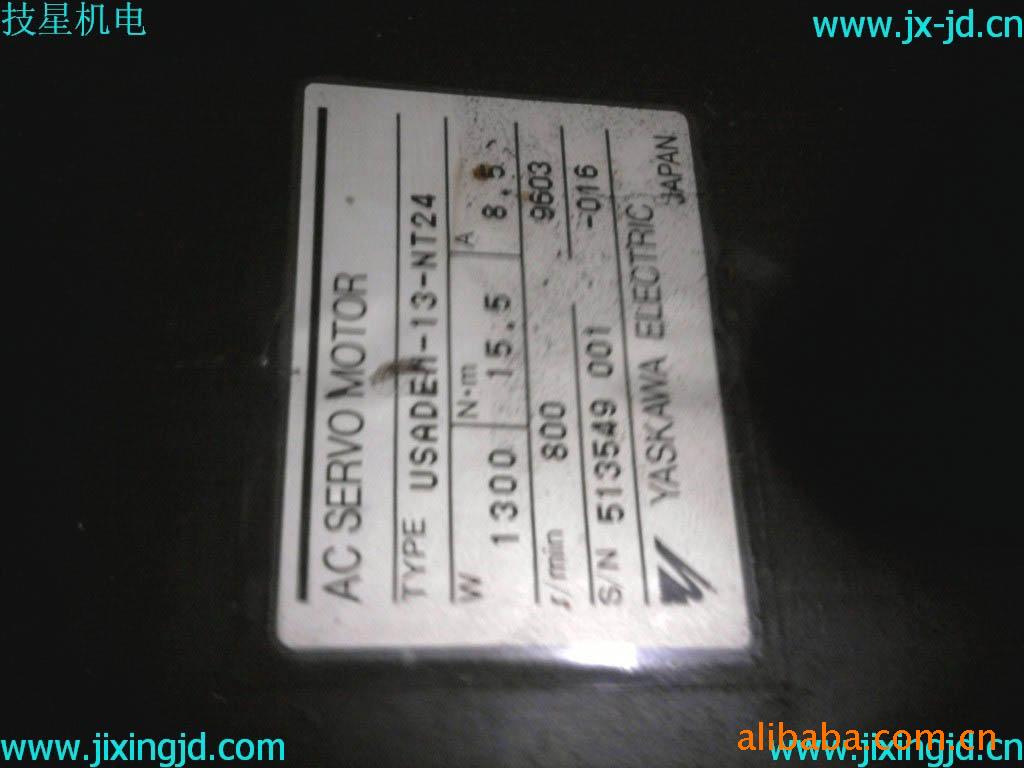 技星机电
www.jx-jd.cn
AC SERVO MOTOR
TYPE USADEM-13-NT24
W N·m A
1300 15.5 8.5
r/min 800 9603
S/N 513549 001 -016
YASKAWA ELECTRIC JAPAN
www.jixingjd.com
alibaba.com.cn
www.jixingjd.cn